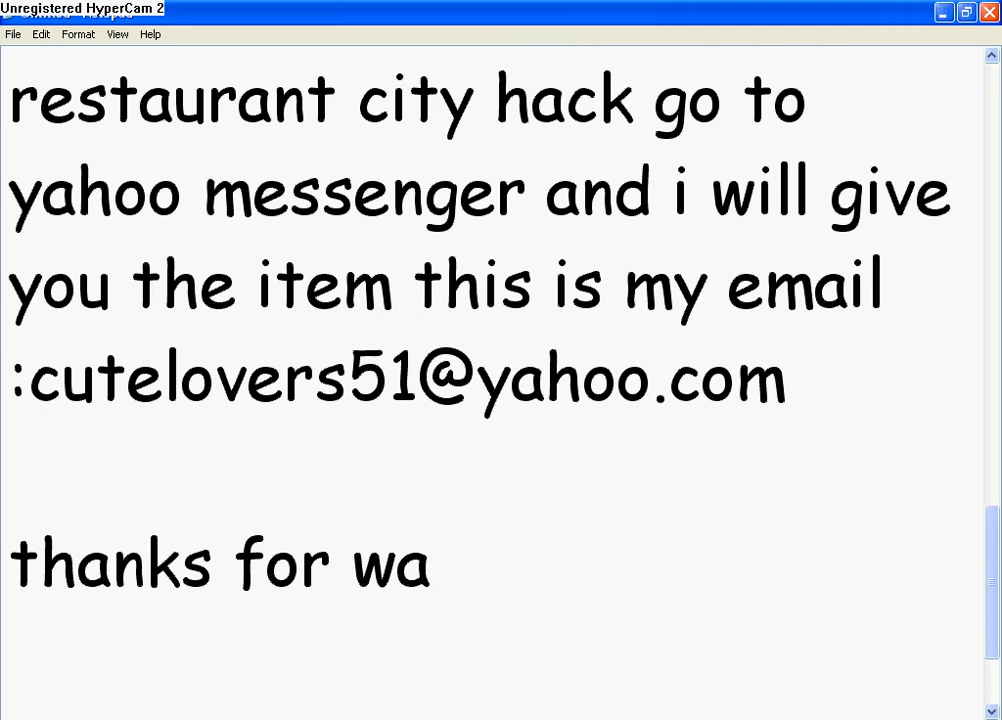 Unregistered HyperCam 2
File Edit Format View Help
restaurant city hack go to
yahoo messenger and i will give
you the item this is my email
:cutelovers51@yahoo.com
thanks for wa